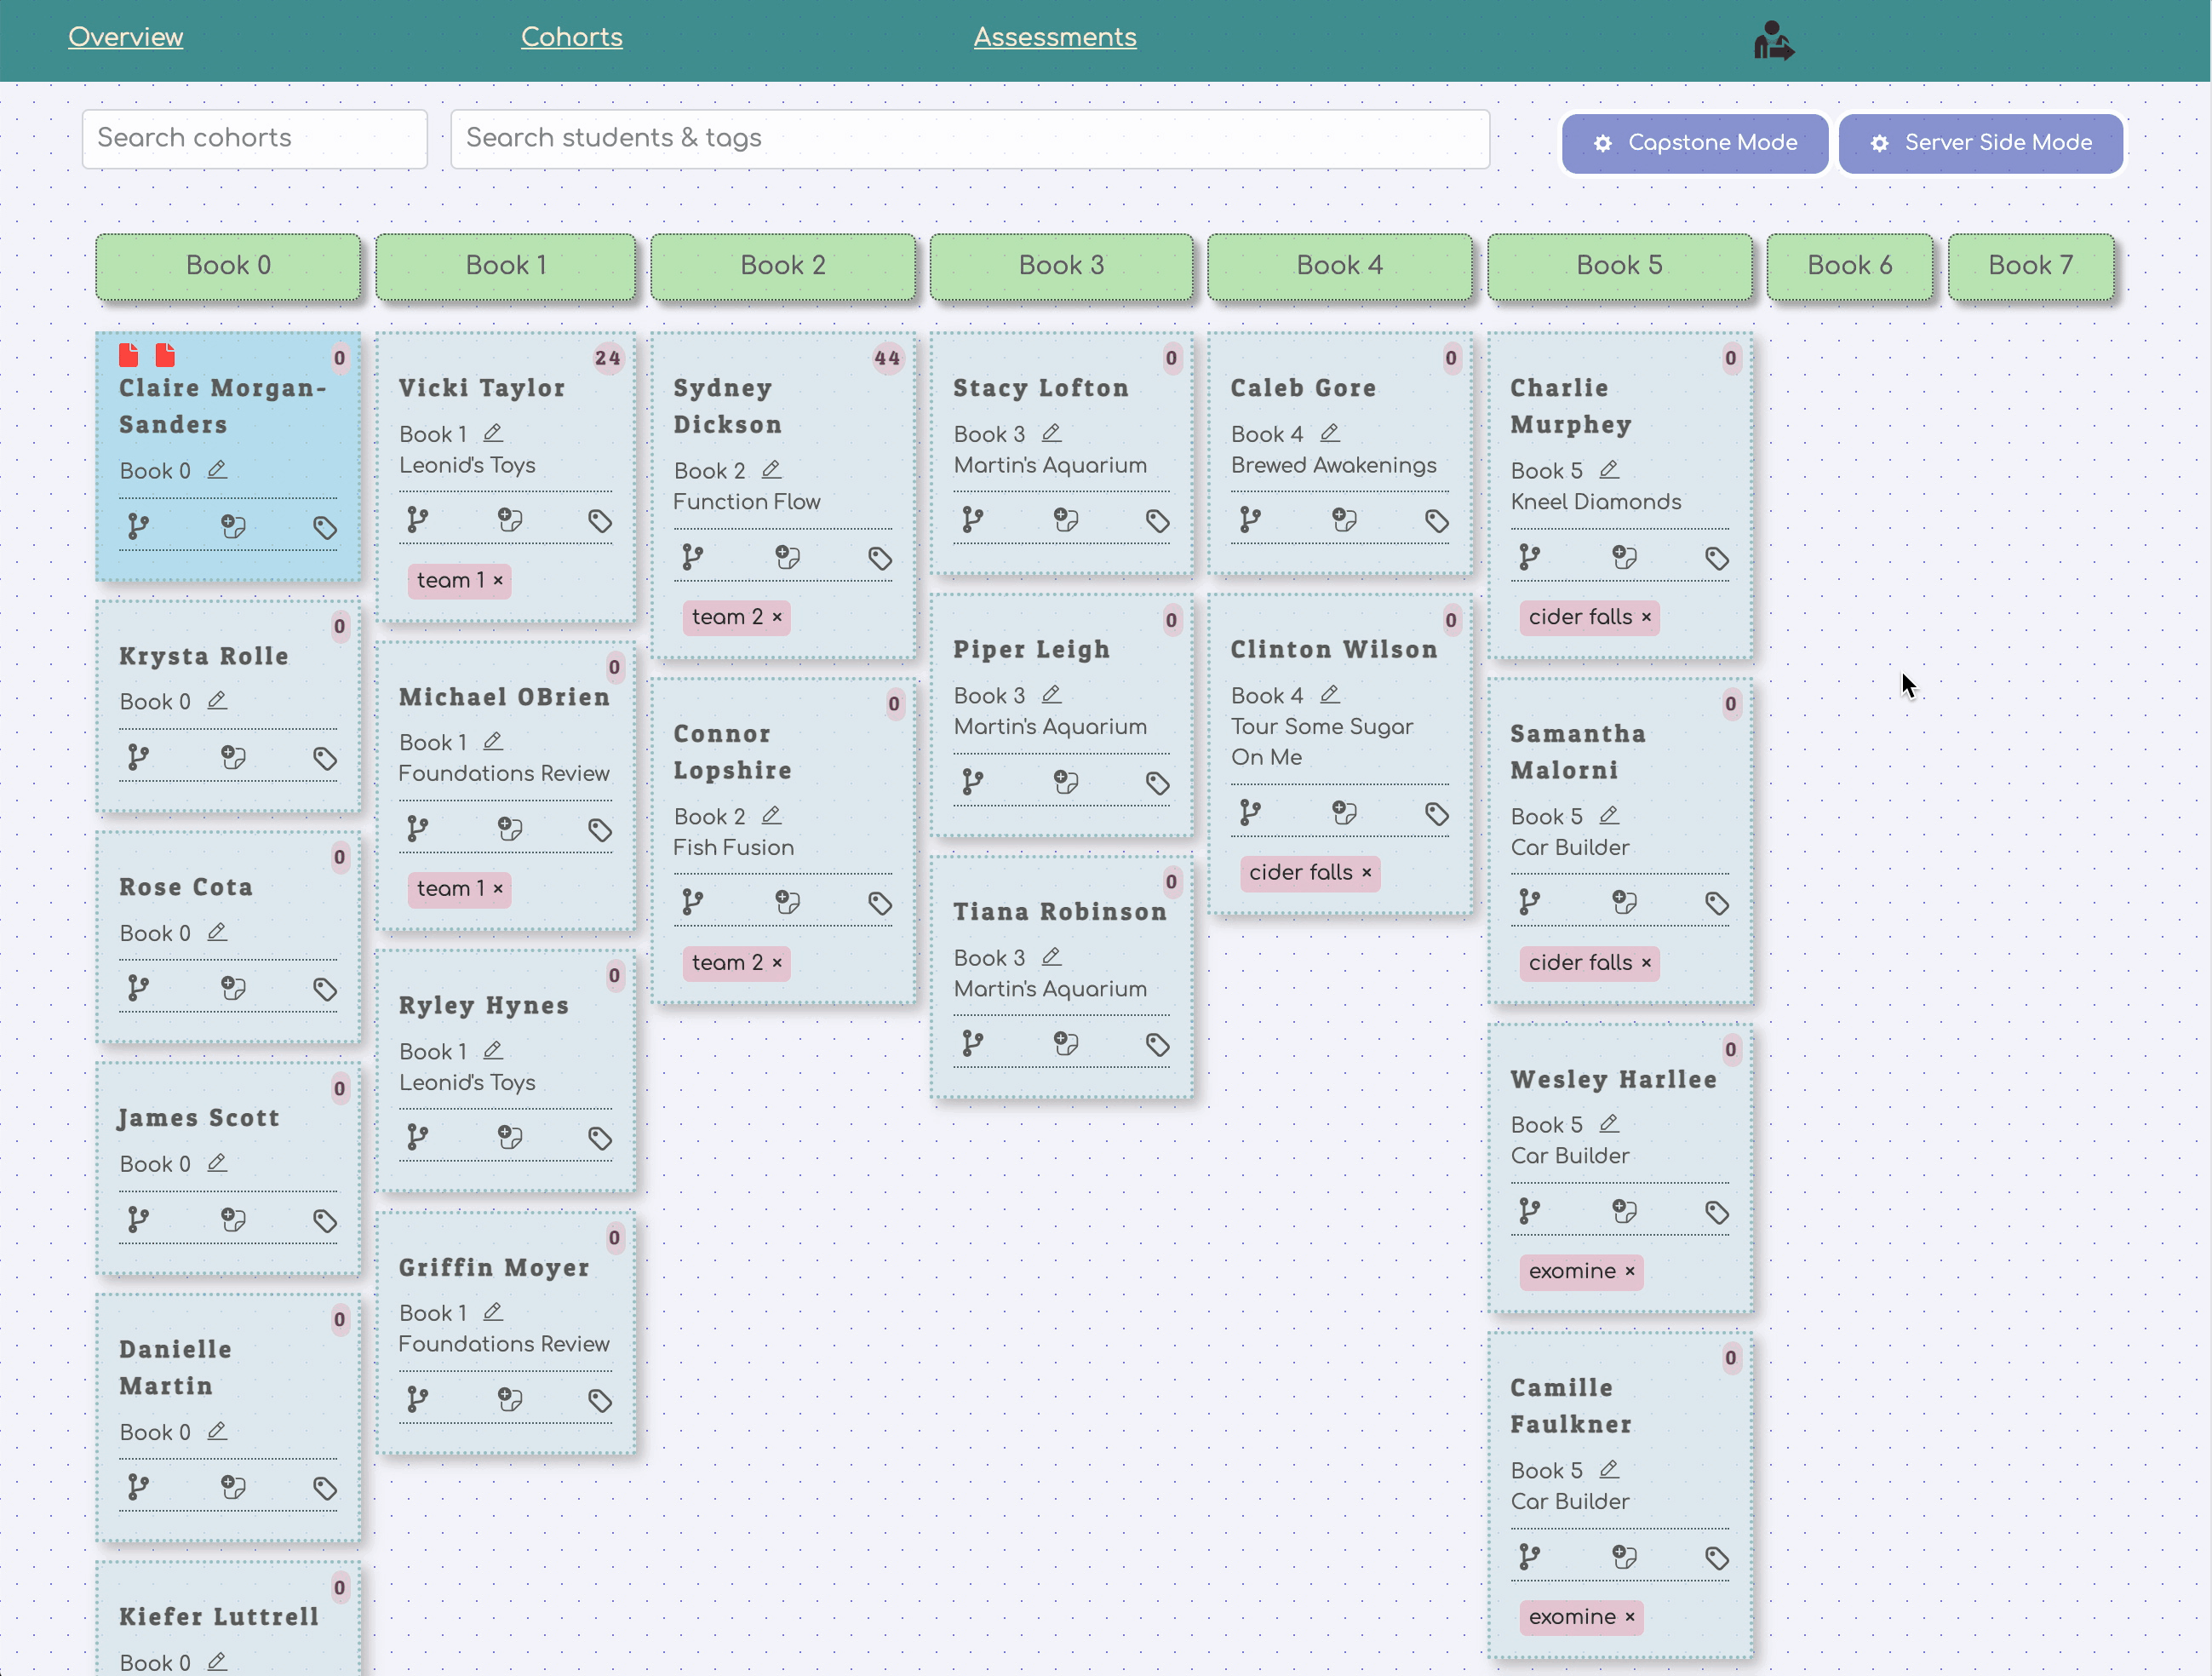 Overview
Cohorts
Assessments
Search cohorts
Search students & tags
Capstone Mode
Server Side Mode
Book 0
Book 1
Book 2
Book 3
Book 4
Book 5
Book 6
Book 7
0
Claire Morgan-
Sanders
Book 0
0
Krysta Rolle
Book 0
0
Rose Cota
Book 0
0
James Scott
Book 0
0
Danielle
Martin
Book 0
0
Kiefer Luttrell
Book 0
24
Vicki Taylor
Book 1
Leonid's Toys
team 1 ×
0
Michael OBrien
Book 1
Foundations Review
team 1 ×
0
Ryley Hynes
Book 1
Leonid's Toys
0
Griffin Moyer
Book 1
Foundations Review
44
Sydney
Dickson
Book 2
Function Flow
team 2 ×
0
Connor
Lopshire
Book 2
Fish Fusion
team 2 ×
0
Stacy Lofton
Book 3
Martin's Aquarium
0
Piper Leigh
Book 3
Martin's Aquarium
0
Tiana Robinson
Book 3
Martin's Aquarium
0
Caleb Gore
Book 4
Brewed Awakenings
0
Clinton Wilson
Book 4
Tour Some Sugar
On Me
cider falls ×
0
Charlie
Murphey
Book 5
Kneel Diamonds
cider falls ×
0
Samantha
Malorni
Book 5
Car Builder
cider falls ×
0
Wesley Harllee
Book 5
Car Builder
exomine ×
0
Camille
Faulkner
Book 5
Car Builder
exomine ×